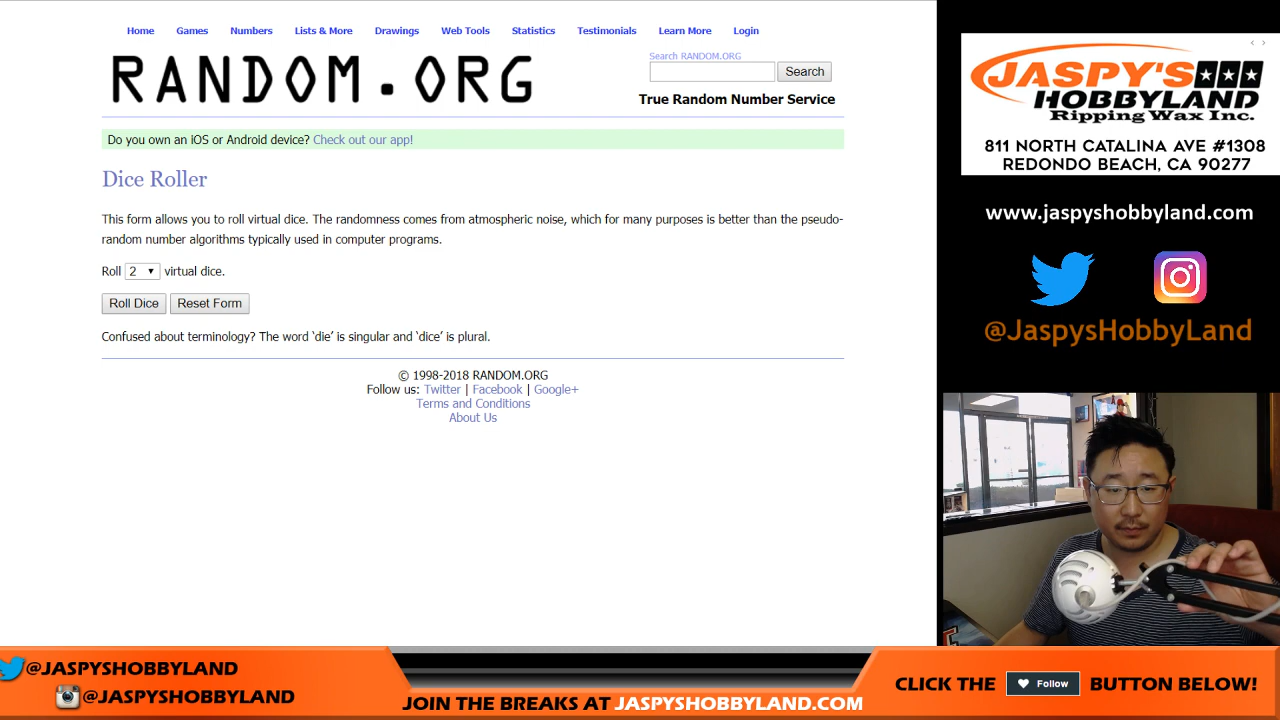 Home Games Numbers Lists & More Drawings Web Tools Statistics Testimonials Learn More Login
RANDOM.ORG
Search RANDOM.ORG
Search
True Random Number Service
Do you own an iOS or Android device? Check out our app!
Dice Roller
This form allows you to roll virtual dice. The randomness comes from atmospheric noise, which for many purposes is better than the pseudo-
random number algorithms typically used in computer programs.
Roll 2 virtual dice.
Roll Dice Reset Form
Confused about terminology? The word ‘die’ is singular and ‘dice’ is plural.
© 1998-2018 RANDOM.ORG
Follow us: Twitter | Facebook | Google+
Terms and Conditions
About Us
JASPY'S
HOBBYLAND
Ripping Wax Inc.
811 NORTH CATALINA AVE #1308
REDONDO BEACH, CA 90277
www.jaspyshobbyland.com
@JaspysHobbyLand
@JASPYSHOBBYLAND
@JASPYSHOBBYLAND
JOIN THE BREAKS AT JASPYSHOBBYLAND.COM
CLICK THE Follow BUTTON BELOW!